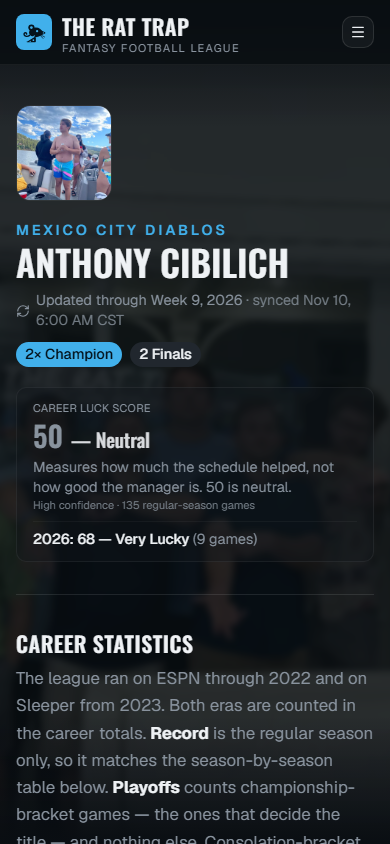 THE RAT TRAP
FANTASY FOOTBALL LEAGUE
MEXICO CITY DIABLOS
ANTHONY CIBILICH
Updated through Week 9, 2026 · synced Nov 10,
6:00 AM CST
2× Champion
2 Finals
CAREER LUCK SCORE
50 — Neutral
Measures how much the schedule helped, not
how good the manager is. 50 is neutral.
High confidence · 135 regular-season games
2026: 68 — Very Lucky (9 games)
CAREER STATISTICS
The league ran on ESPN through 2022 and on
Sleeper from 2023. Both eras are counted in
the career totals. Record is the regular season
only, so it matches the season-by-season
table below. Playoffs counts championship-
bracket games — the ones that decide the
title — and nothing else. Consolation-bracket